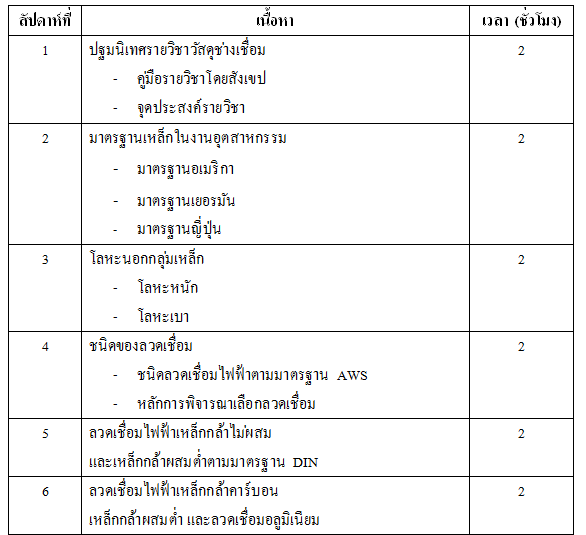 สัปดาห์ที่ เนื้อหา เวลา (ชั่วโมง)
1 ปฐมนิเทศรายวิชาวัสดุช่างเชื่อม 2
- คู่มือรายวิชาโดยสังเขป
- จุดประสงค์รายวิชา
2 มาตรฐานเหล็กในงานอุตสาหกรรม 2
- มาตรฐานอเมริกา
- มาตรฐานเยอรมัน
- มาตรฐานญี่ปุ่น
3 โลหะนอกกลุ่มเหล็ก 2
- โลหะหนัก
- โลหะเบา
4 ชนิดของลวดเชื่อม 2
- ชนิดลวดเชื่อมไฟฟ้าตามมาตรฐาน AWS
- หลักการพิจารณาเลือกลวดเชื่อม
5 ลวดเชื่อมไฟฟ้าเหล็กกล้าไม่ผสม 2
และเหล็กกล้าผสมต่ำตามมาตรฐาน DIN
6 ลวดเชื่อมไฟฟ้าเหล็กกล้าคาร์บอน 2
เหล็กกล้าผสมต่ำ และลวดเชื่อมอลูมิเนียม